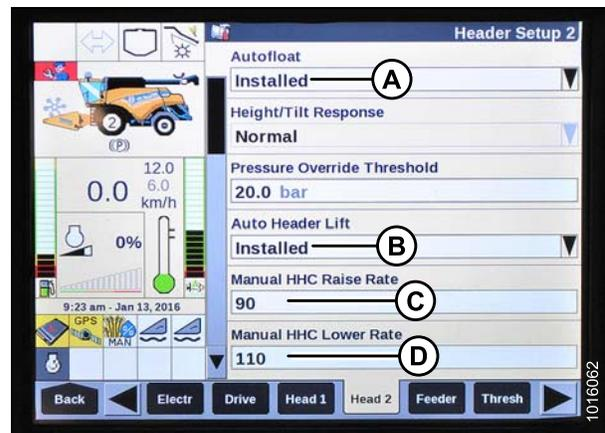 Header Setup 2
Autofloat
Installed
A
Height/Tilt Response
Normal
Pressure Override Threshold
20.0 bar
Auto Header Lift
Installed
B
Manual HHC Raise Rate
90
C
Manual HHC Lower Rate
110
D
2
(P)
12.0
0.0 6.0
km/h
0%
9:23 am - Jan 13, 2016
GPS
%
MAN
Back Electr Drive Head 1 Head 2 Feeder Thresh
1016062